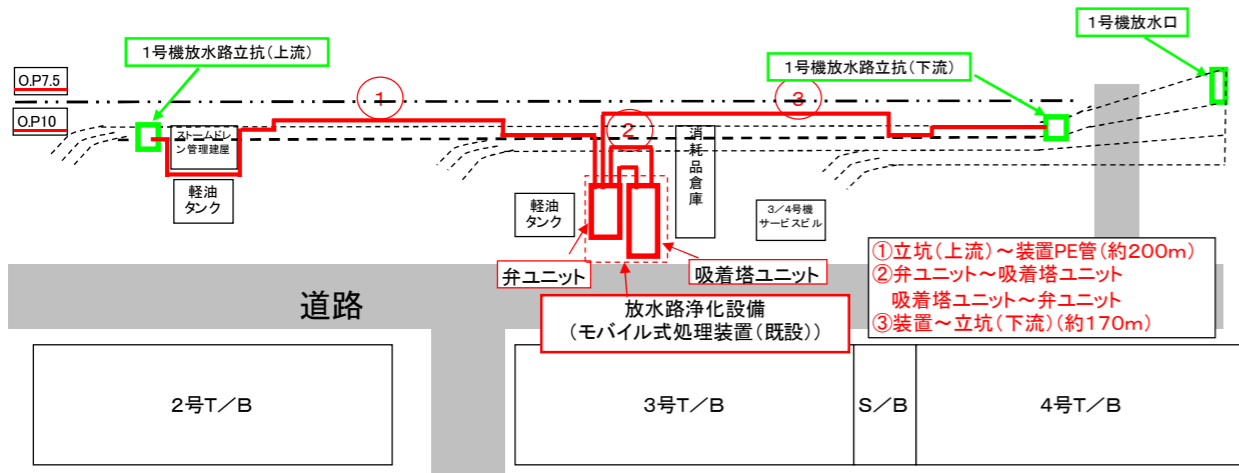 1号機放水口
1号機放水路立抗(上流)
1号機放水路立抗(下流)
O.P7.5
O.P10
①
③
②
ストームドレ
ン管理建屋
消耗品倉庫
軽油
タンク
軽油
タンク
3/4号機
サービスビル
弁ユニット
吸着塔ユニット
①立坑(上流)~装置PE管(約200m)
②弁ユニット~吸着塔ユニット
吸着塔ユニット~弁ユニット
③装置~立坑(下流)(約170m)
道路
放水路浄化設備
(モバイル式処理装置(既設))
2号T/B
3号T/B
S/B
4号T/B